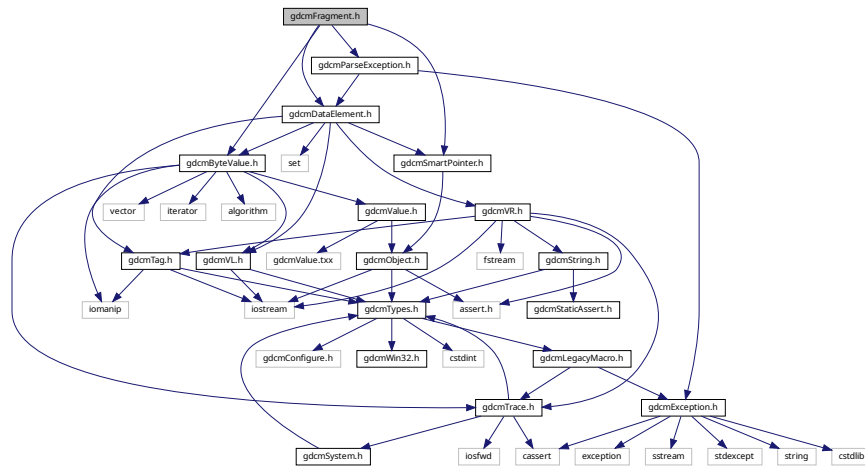 gdcmFragment.h
gdcmParseException.h
gdcmDataElement.h
gdcmByteValue.h
set
gdcmSmartPointer.h
vector
iterator
algorithm
gdcmValue.h
gdcmVR.h
gdcmTag.h
gdcmVL.h
gdcmValue.txx
gdcmObject.h
fstream
gdcmString.h
iomanip
iostream
gdcmTypes.h
assert.h
gdcmStaticAssert.h
gdcmConfigure.h
gdcmWin32.h
cstdint
gdcmLegacyMacro.h
gdcmTrace.h
gdcmException.h
gdcmSystem.h
iosfwd
cassert
exception
sstream
stdexcept
string
cstdlib